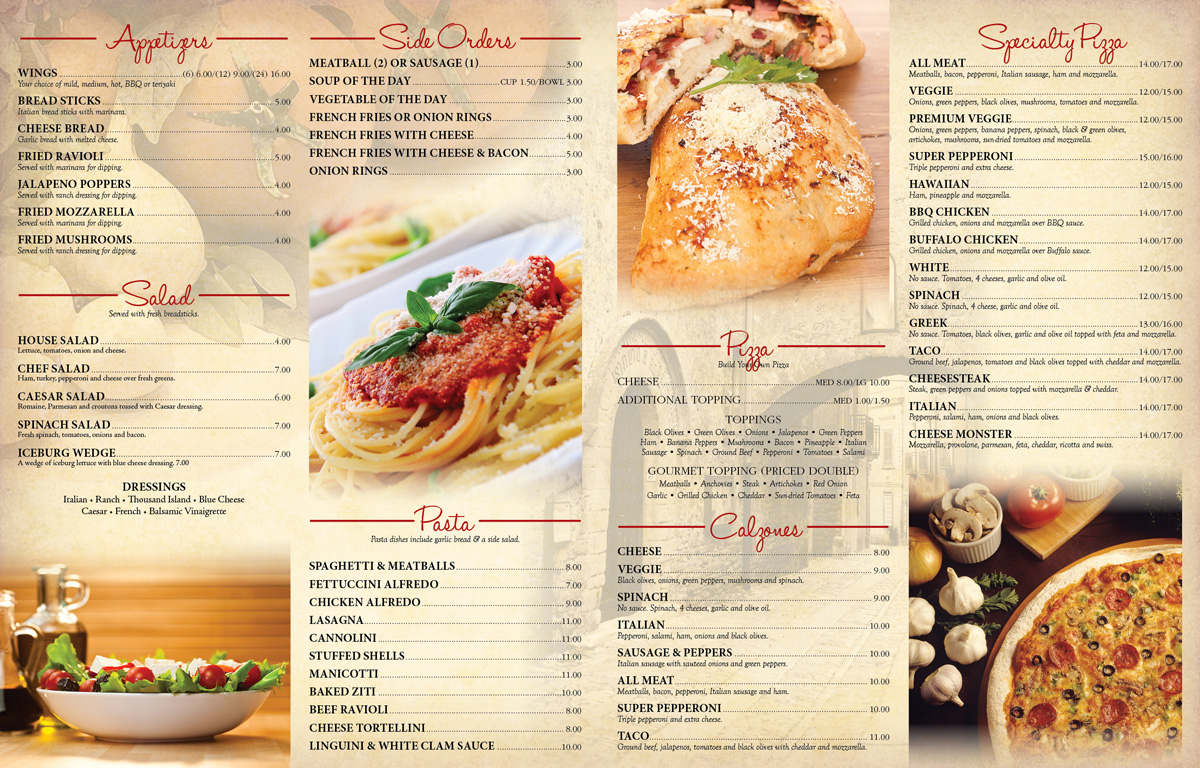 Appetizers
WINGS (6) 6.00/(12) 9.00/(24) 16.00
Your choice of mild, medium, hot, BBQ or teriyaki
BREAD STICKS 5.00
Italian bread sticks with marinara.
CHEESE BREAD 4.00
Garlic bread with melted cheese.
FRIED RAVIOLI 5.00
Served with marinara for dipping.
JALAPENO POPPERS 4.00
Served with ranch dressing for dipping.
FRIED MOZZARELLA 4.00
Served with marinara for dipping.
FRIED MUSHROOMS 4.00
Served with ranch dressing for dipping.
Salad
Served with fresh breadsticks.
HOUSE SALAD 4.00
Lettuce, tomatoes, onion and cheese.
CHEF SALAD 7.00
Ham, turkey, pepperoni and cheese over fresh greens.
CAESAR SALAD 6.00
Romaine, Parmesan and croutons tossed with Caesar dressing.
SPINACH SALAD 7.00
Fresh spinach, tomatoes, onions and bacon.
ICEBURG WEDGE 7.00
A wedge of iceburg lettuce with blue cheese dressing. 7.00
DRESSINGS
Italian • Ranch • Thousand Island • Blue Cheese
Caesar • French • Balsamic Vinaigrette
Side Orders
MEATBALL (2) OR SAUSAGE (1) 3.00
SOUP OF THE DAY CUP 1.50/BOWL 3.00
VEGETABLE OF THE DAY 3.00
FRENCH FRIES OR ONION RINGS 3.00
FRENCH FRIES WITH CHEESE 4.00
FRENCH FRIES WITH CHEESE & BACON 5.00
ONION RINGS 3.00
Pasta
Pasta dishes include garlic bread & a side salad.
SPAGHETTI & MEATBALLS 8.00
FETTUCCINI ALFREDO 7.00
CHICKEN ALFREDO 9.00
LASAGNA 11.00
CANNOLINI 11.00
STUFFED SHELLS 11.00
MANICOTTI 11.00
BAKED ZITI 10.00
BEEF RAVIOLI 8.00
CHEESE TORTELLINI 8.00
LINGUINI & WHITE CLAM SAUCE 10.00
Pizza
Build Your Own Pizza
CHEESE MED 8.00/LG 10.00
ADDITIONAL TOPPING MED 1.00/1.50
TOPPINGS
Black Olives • Green Olives • Onions • Jalapenos • Green Peppers
Ham • Banana Peppers • Mushrooms • Bacon • Pineapple • Italian
Sausage • Spinach • Ground Beef • Pepperoni • Tomatoes • Salami
GOURMET TOPPING (PRICED DOUBLE)
Meatballs • Anchovies • Steak • Artichokes • Red Onion
Garlic • Grilled Chicken • Cheddar • Sun-dried Tomatoes • Feta
Calzones
CHEESE 8.00
VEGGIE 9.00
Black olives, onions, green peppers, mushrooms and spinach.
SPINACH 9.00
No sauce. Spinach, 4 cheeses, garlic and olive oil.
ITALIAN 10.00
Pepperoni, salami, ham, onions and black olives.
SAUSAGE & PEPPERS 10.00
Italian sausage with sauteed onions and green peppers.
ALL MEAT 10.00
Meatballs, bacon, pepperoni, Italian sausage and ham.
SUPER PEPPERONI 10.00
Triple pepperoni and extra cheese.
TACO 11.00
Ground beef, jalapenos, tomatoes and black olives with cheddar and mozzarella.
Specialty Pizza
ALL MEAT 14.00/17.00
Meatballs, bacon, pepperoni, Italian sausage, ham and mozzarella.
VEGGIE 12.00/15.00
Onions, green peppers, black olives, mushrooms, tomatoes and mozzarella.
PREMIUM VEGGIE 12.00/15.00
Onions, green peppers, banana peppers, spinach, black & green olives,
artichokes, mushrooms, sun-dried tomatoes and mozzarella.
SUPER PEPPERONI 15.00/16.00
Triple pepperoni and extra cheese.
HAWAIIAN 12.00/15.00
Ham, pineapple and mozzarella.
BBQ CHICKEN 14.00/17.00
Grilled chicken, onions and mozzarella over BBQ sauce.
BUFFALO CHICKEN 14.00/17.00
Grilled chicken, onions and mozzarella over Buffalo sauce.
WHITE 12.00/15.00
No sauce. Tomatoes, 4 cheeses, garlic and olive oil.
SPINACH 12.00/15.00
No sauce. Spinach, 4 cheese, garlic and olive oil.
GREEK 13.00/16.00
No sauce. Tomatoes, black olives, garlic and olive oil topped with feta and mozzarella.
TACO 14.00/17.00
Ground beef, jalapenos, tomatoes and black olives topped with cheddar and mozzarella.
CHEESESTEAK 14.00/17.00
Steak, green peppers and onions topped with mozzarella & cheddar.
ITALIAN 14.00/17.00
Pepperoni, salami, ham, onions and black olives.
CHEESE MONSTER 14.00/17.00
Mozzarella, provolone, parmesan, feta, cheddar, ricotta and swiss.